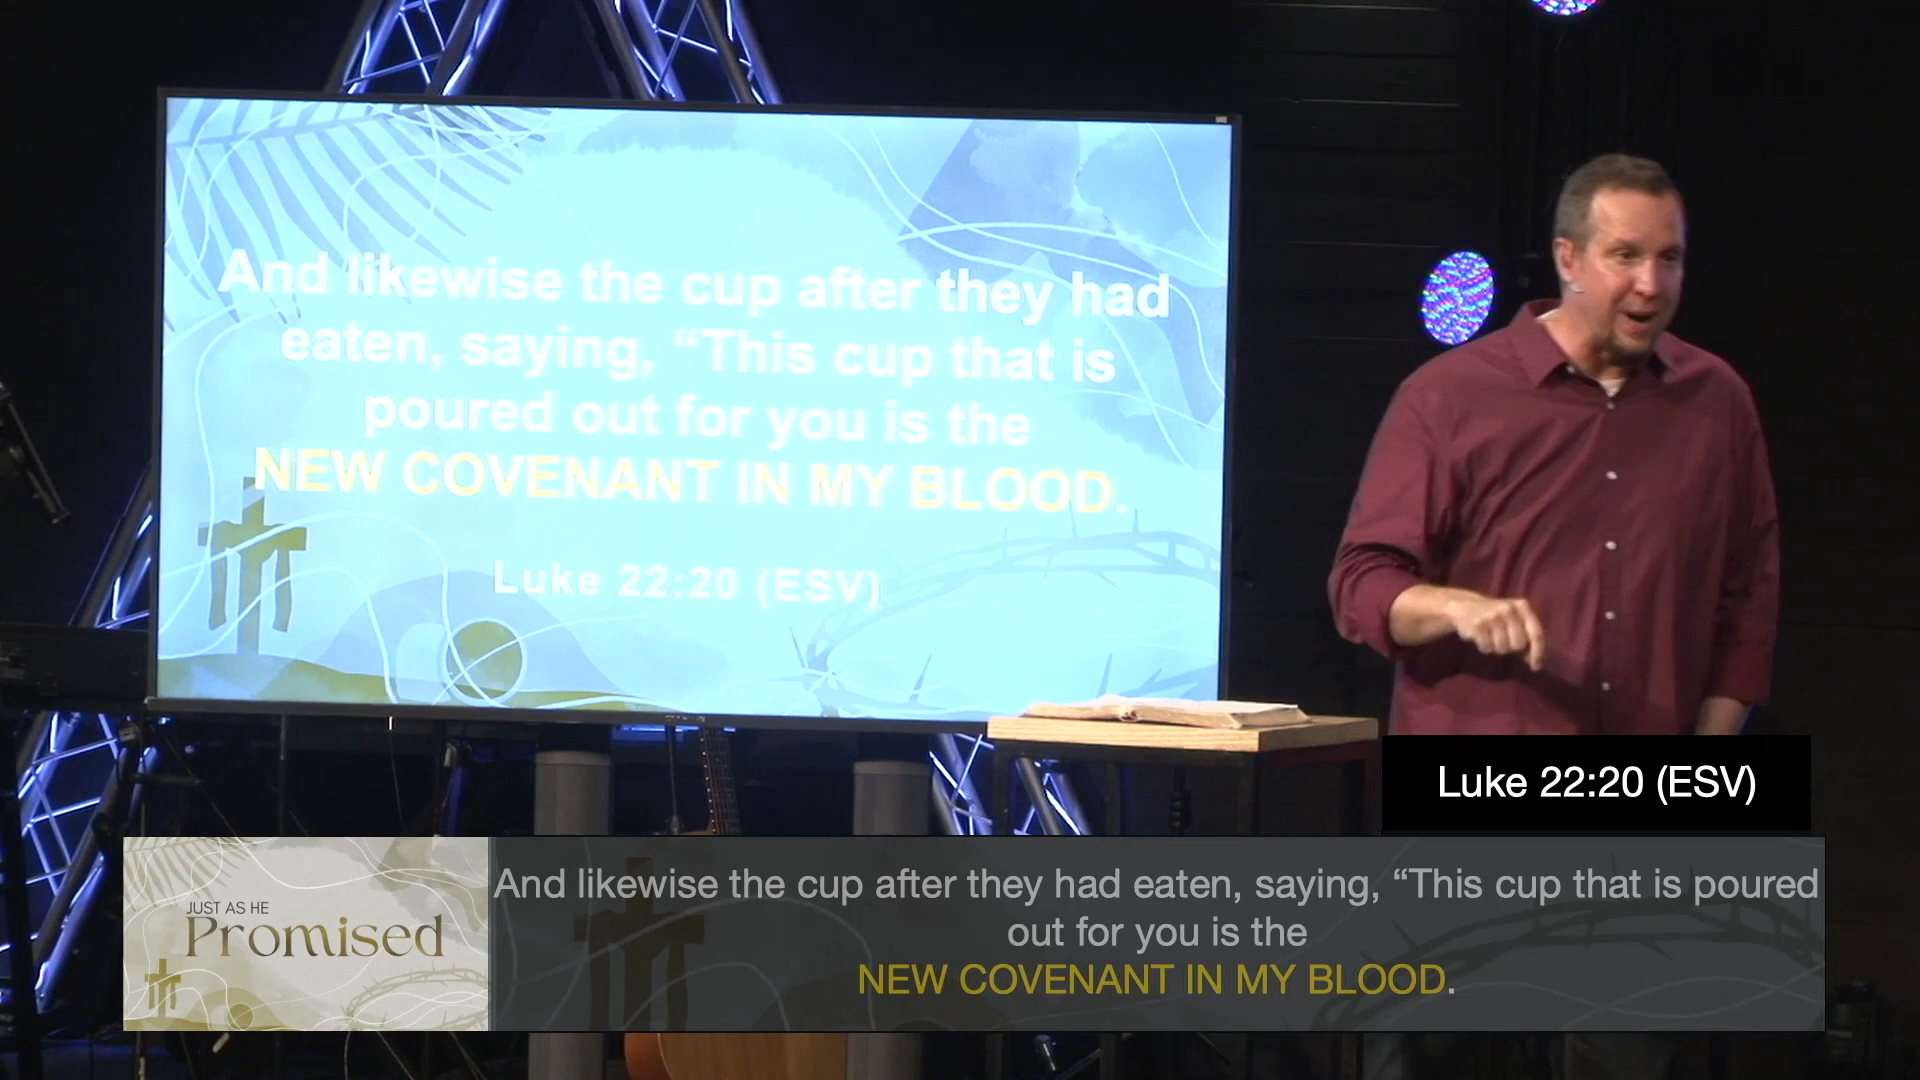 And likewise the cup after they had
eaten, saying, “This cup that is
poured out for you is the
NEW COVENANT IN MY BLOOD.
Luke 22:20 (ESV)
Luke 22:20 (ESV)
JUST AS HE
Promised
And likewise the cup after they had eaten, saying, “This cup that is poured
out for you is the
NEW COVENANT IN MY BLOOD.